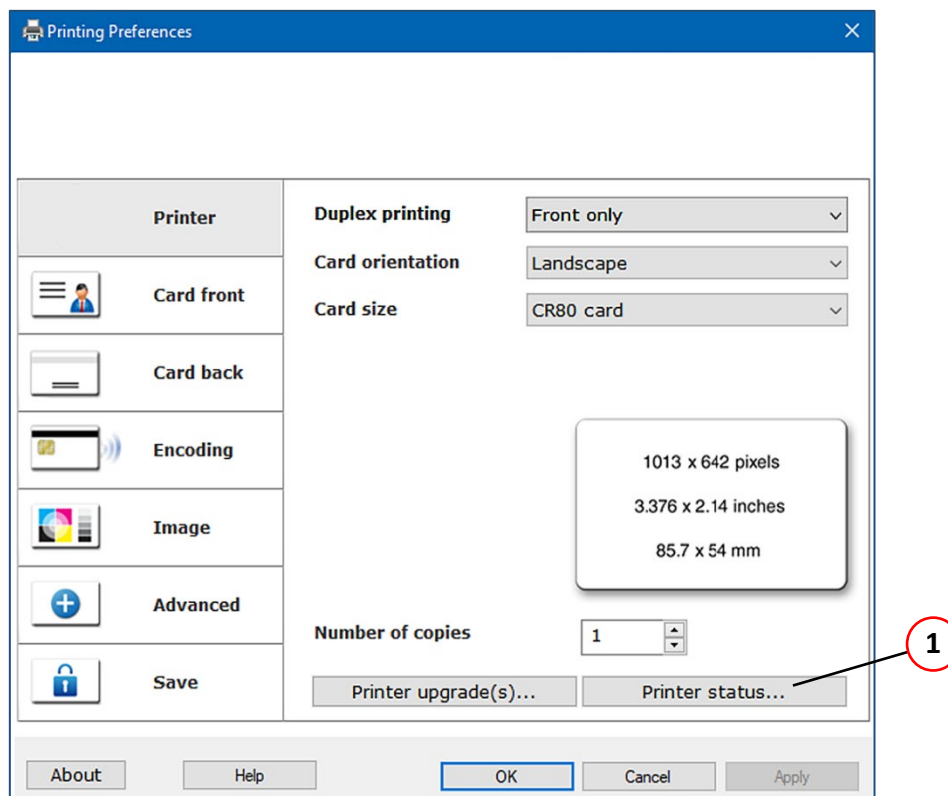 Printing Preferences
Printer
Duplex printing Front only
Card orientation Landscape
Card front
Card size CR80 card
Card back
Encoding
1013 x 642 pixels
3.376 x 2.14 inches
Image
85.7 x 54 mm
Advanced
Number of copies 1
1
Save
Printer upgrade(s)... Printer status...
About Help OK Cancel Apply